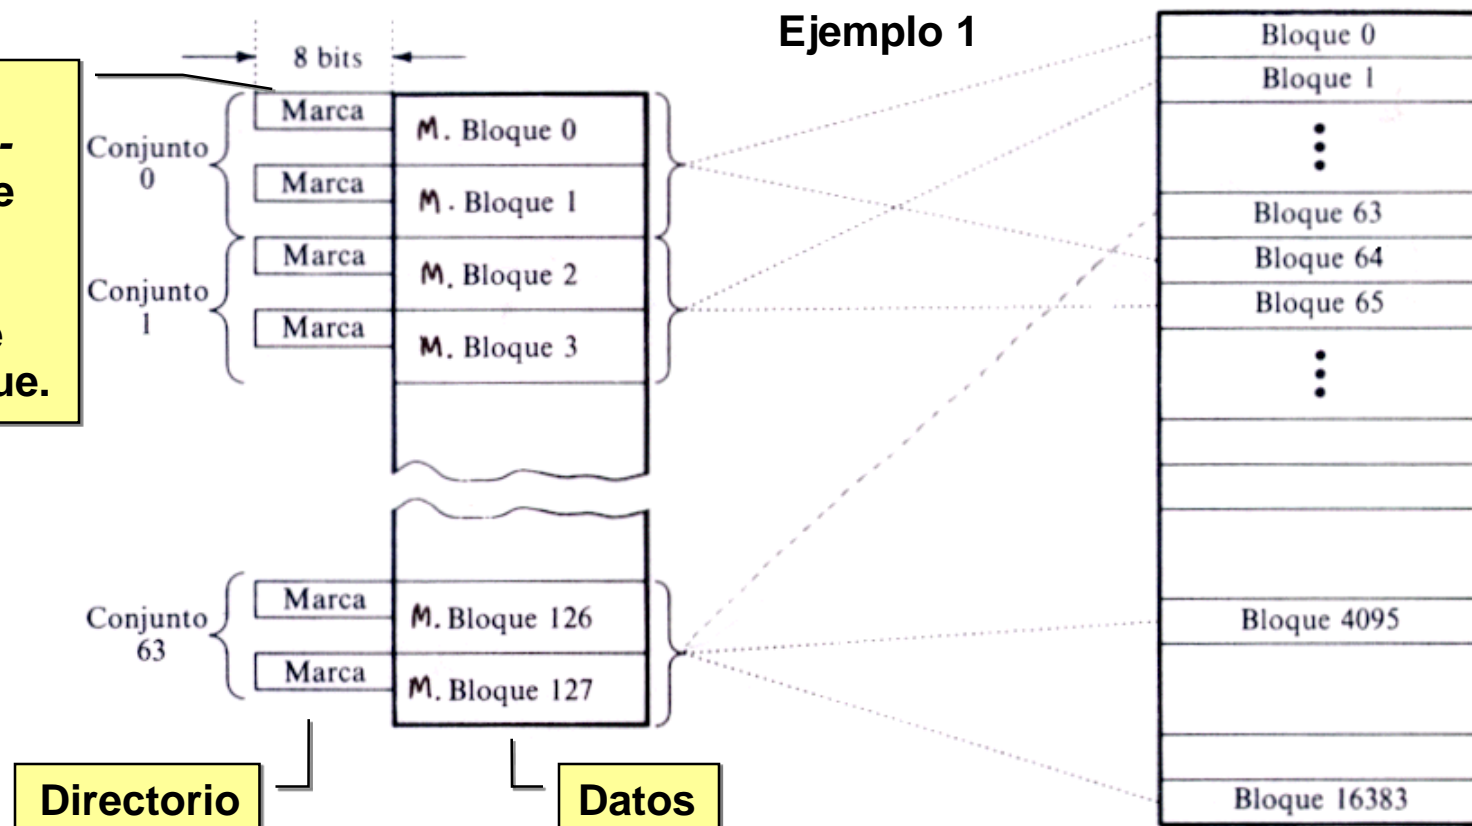 Ejemplo 1
8 bits
-
e
e
ue.
Conjunto
0
Marca
M. Bloque 0
Marca
M. Bloque 1
Conjunto
1
Marca
M. Bloque 2
Marca
M. Bloque 3
Conjunto
63
Marca
M. Bloque 126
Marca
M. Bloque 127
Directorio
Datos
Bloque 0
Bloque 1
Bloque 63
Bloque 64
Bloque 65
Bloque 4095
Bloque 16383